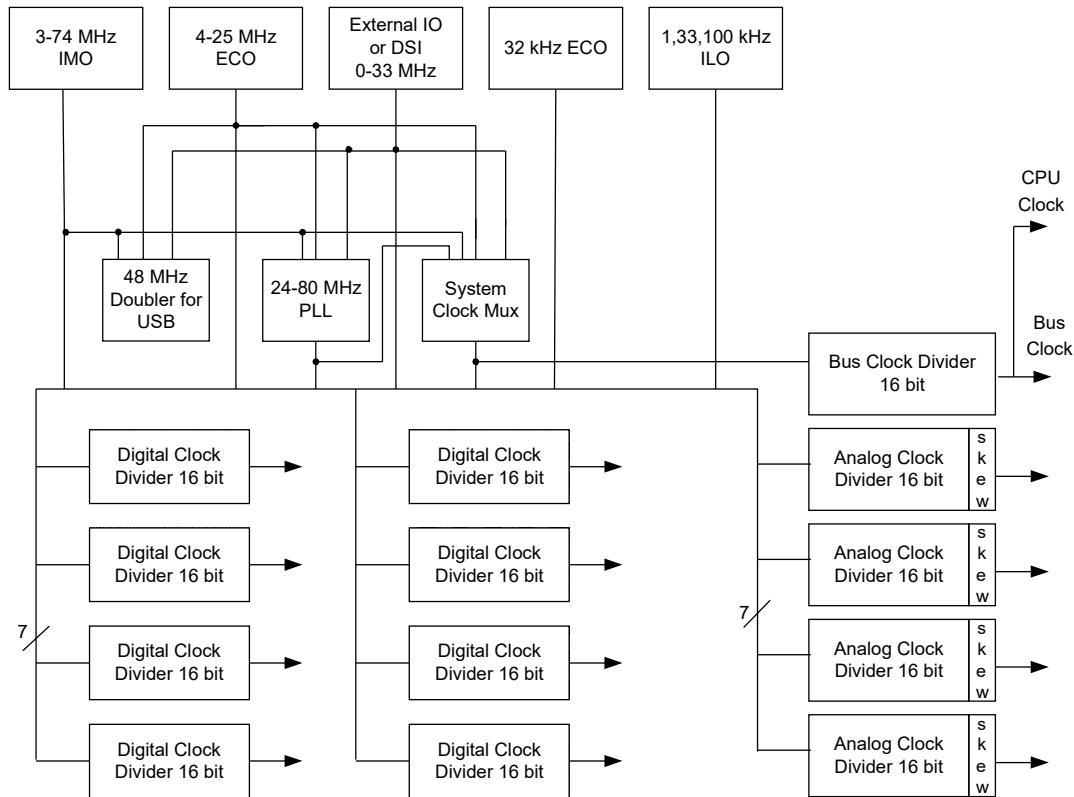 3-74 MHz
IMO
4-25 MHz
ECO
External IO
or DSI
0-33 MHz
32 kHz ECO
1,33,100 kHz
ILO
CPU
Clock
48 MHz
Doubler for
USB
24-80 MHz
PLL
System
Clock Mux
Bus
Clock
Bus Clock Divider
16 bit
Digital Clock
Divider 16 bit
Digital Clock
Divider 16 bit
Analog Clock
Divider 16 bit
s
k
e
w
Digital Clock
Divider 16 bit
Digital Clock
Divider 16 bit
Analog Clock
Divider 16 bit
s
k
e
w
7
7
Digital Clock
Divider 16 bit
Digital Clock
Divider 16 bit
Analog Clock
Divider 16 bit
s
k
e
w
Digital Clock
Divider 16 bit
Digital Clock
Divider 16 bit
Analog Clock
Divider 16 bit
s
k
e
w